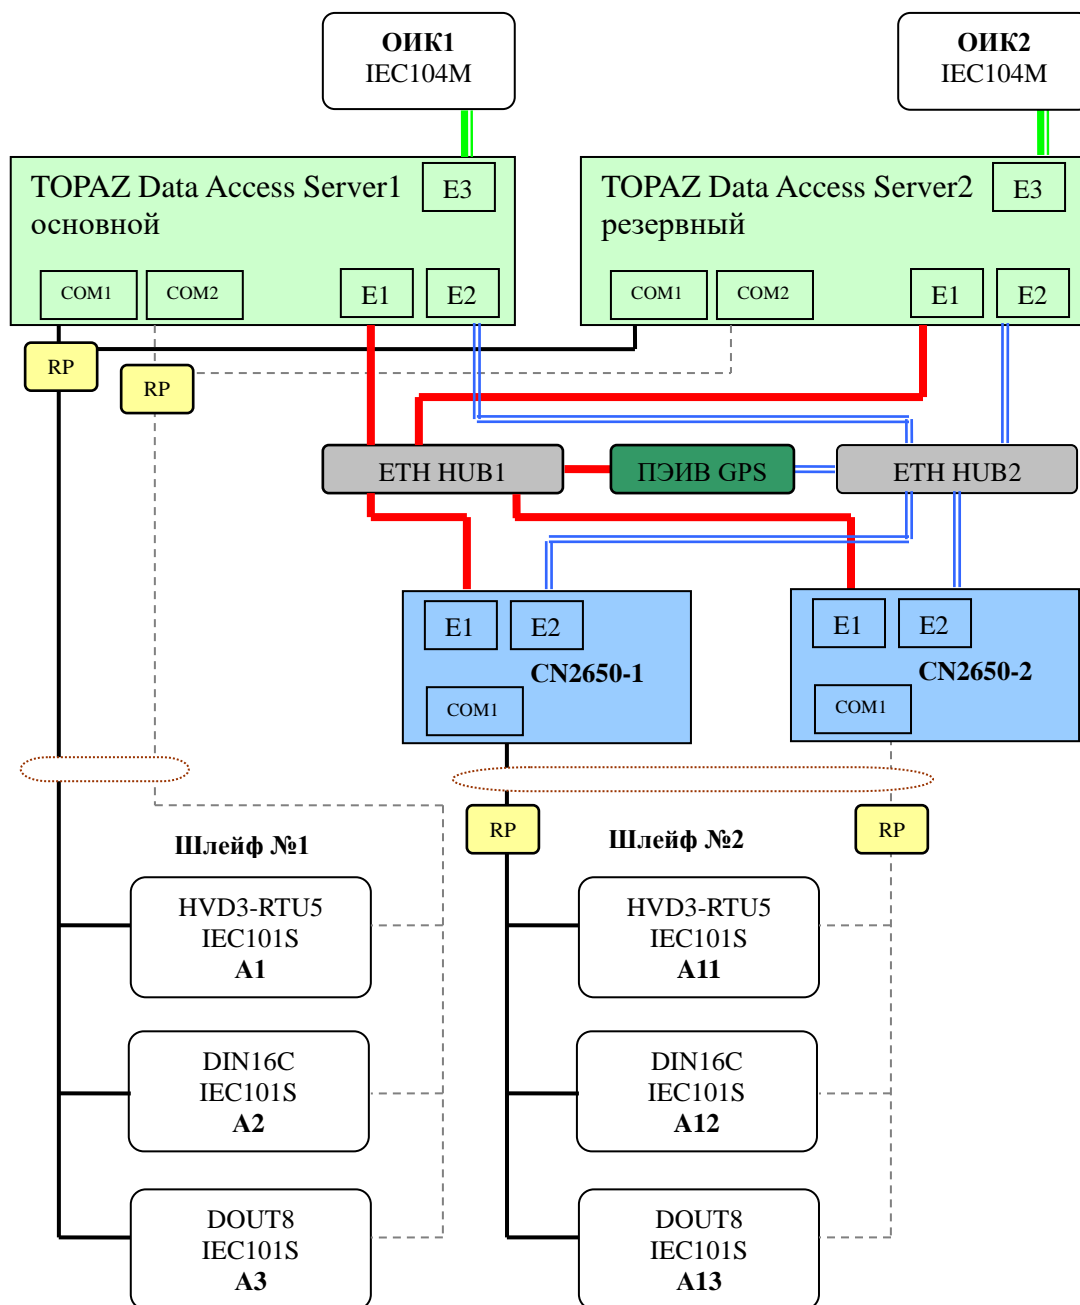 ОИК1
IEC104M
ОИК2
IEC104M
TOPAZ Data Access Server1
основной
E3
COM1
COM2
E1
E2
TOPAZ Data Access Server2
резервный
E3
COM1
COM2
E1
E2
RP
RP
ETH HUB1
ПЭИВ GPS
ETH HUB2
E1
E2
CN2650-1
COM1
E1
E2
CN2650-2
COM1
RP
RP
Шлейф №1
Шлейф №2
HVD3-RTU5
IEC101S
A1
HVD3-RTU5
IEC101S
A11
DIN16C
IEC101S
A2
DIN16C
IEC101S
A12
DOUT8
IEC101S
A3
DOUT8
IEC101S
A13